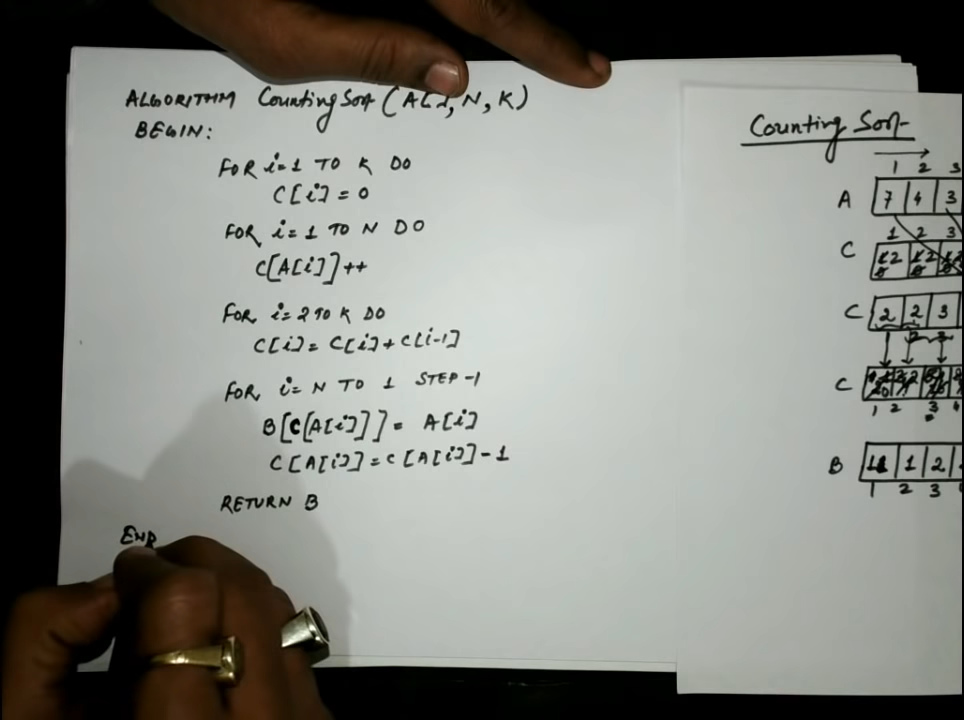 ALGORITHM Counting Sort (A[ ], N, K)
BEGIN:
FOR i=1 TO K DO
C[i] = 0
FOR i=1 TO N DO
C[A[i]]++
FOR i=2 TO K DO
C[i] = C[i]+C[i-1]
FOR i= N TO 1 STEP-1
B[C[A[i]]] = A[i]
C[A[i]]=C[A[i]]-1
RETURN B
END
Counting Sort
1 2 3
A 7 4 3
1 2 3
C 2 2
C 2 2 3
C
1 2 3 4
B 1 1 2
1 2 3